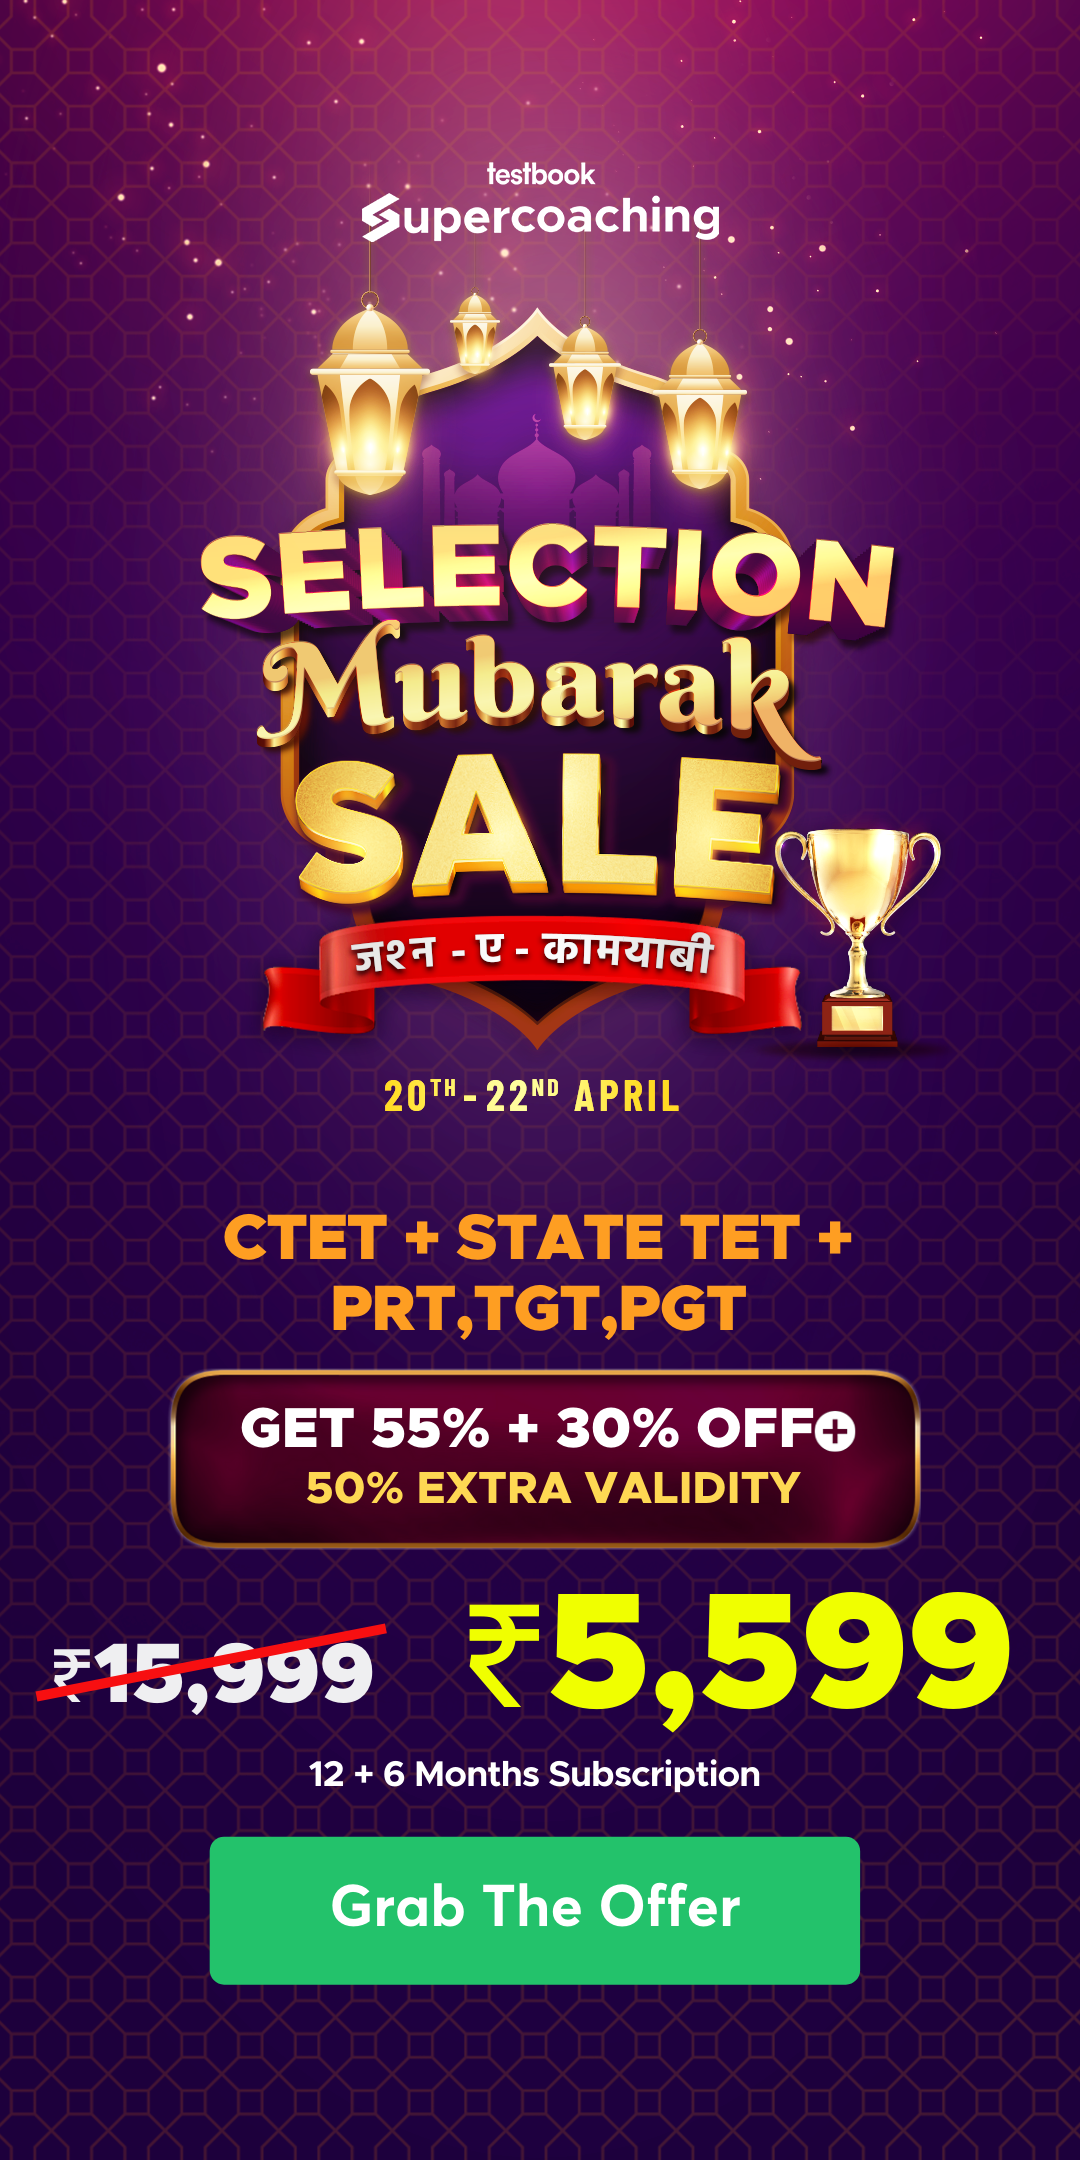 testbook
Supercoaching
SELECTION
Mubarak
SALE
जश्न - ए - कामयाबी
20TH - 22ND APRIL
CTET + STATE TET +
PRT,TGT,PGT
GET 55% + 30% OFF+
50% EXTRA VALIDITY
₹15,999
₹5,599
12 + 6 Months Subscription
Grab The Offer